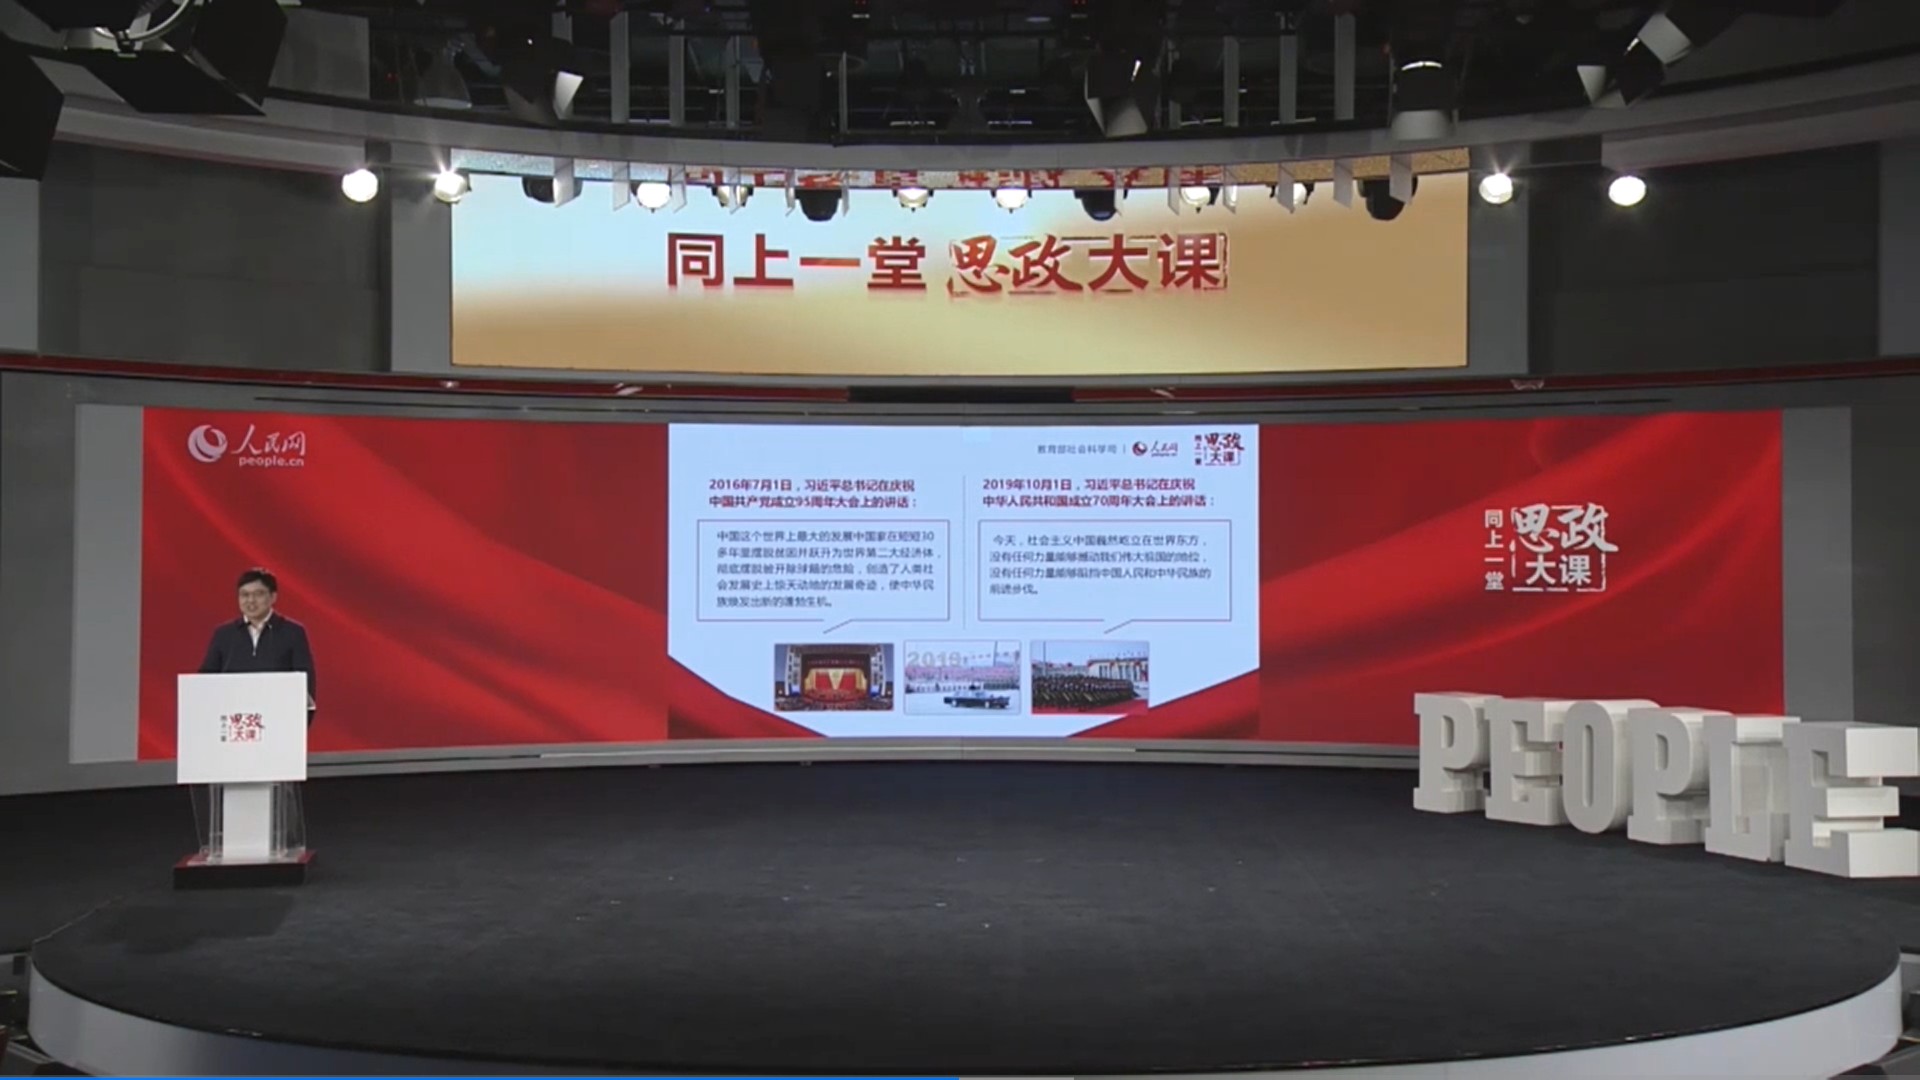 同上一堂 思政大课
人民网
people.cn
教育部社会科学司
人民网
people.cn
同上一堂
思政
大课
2016年7月1日，习近平总书记在庆祝
中国共产党成立95周年大会上的讲话：
中国这个世界上最大的发展中国家在短短30
多年里摆脱贫困并跃升为世界第二大经济体，
彻底摆脱被开除球籍的危险，创造了人类社
会发展史上惊天动地的发展奇迹，使中华民
族焕发出新的蓬勃生机。
2019年10月1日，习近平总书记在庆祝
中华人民共和国成立70周年大会上的讲话：
今天，社会主义中国巍然屹立在世界东方，
没有任何力量能够撼动我们伟大祖国的地位，
没有任何力量能够阻挡中国人民和中华民族的
前进步伐。
2019
同上一堂
思政
大课
同上一堂
思政
大课
PEOPLE